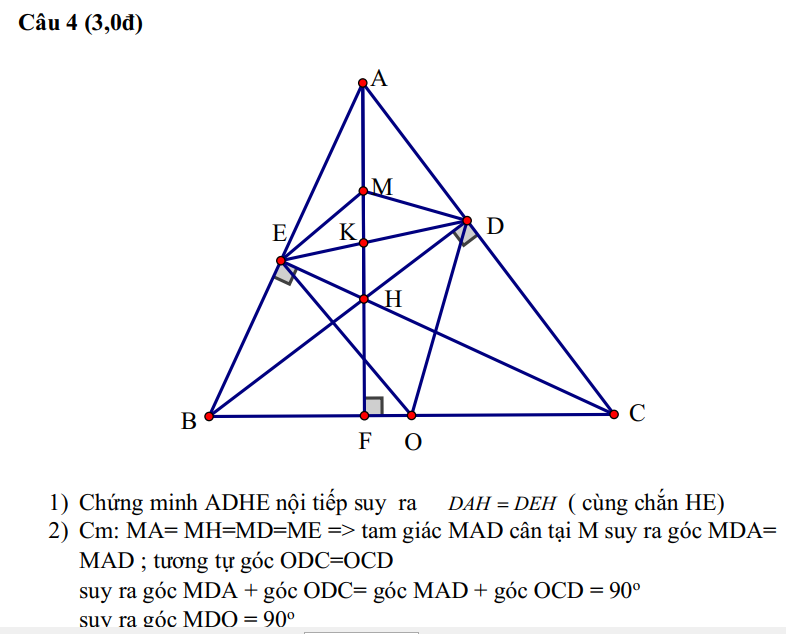 Câu 4 (3,0đ)
A
M
E
K
D
H
B
C
F
O
1) Chứng minh ADHE nội tiếp suy ra DAH = DEH ( cùng chắn HE)
2) Cm: MA= MH=MD=ME => tam giác MAD cân tại M suy ra góc MDA=
MAD ; tương tự góc ODC=OCD
suy ra góc MDA + góc ODC= góc MAD + góc OCD = 90º
suy ra góc MDO = 90º